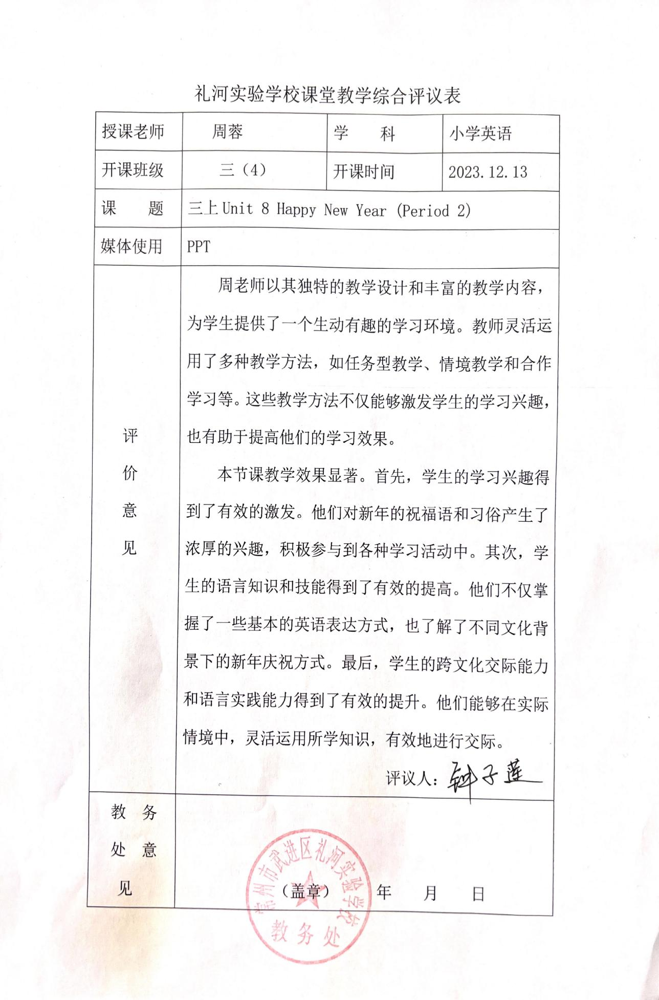 礼河实验学校课堂教学综合评议表
授课老师 周蓉 学 科 小学英语
开课班级 三（4） 开课时间 2023.12.13
课 题 三上 Unit 8 Happy New Year (Period 2)
媒体使用 PPT
评价意见
周老师以其独特的教学设计和丰富的教学内容，
为学生提供了一个生动有趣的学习环境。教师灵活运
用了多种教学方法，如任务型教学、情境教学和合作
学习等。这些教学方法不仅能够激发学生的学习兴趣，
也有助于提高他们的学习效果。
本节课教学效果显著。首先，学生的学习兴趣得
到了有效的激发。他们对新年的祝福语和习俗产生了
浓厚的兴趣，积极参与到各种学习活动中。其次，学
生的语言知识和技能得到了有效的提高。他们不仅掌
握了一些基本的英语表达方式，也了解了不同文化背
景下的新年庆祝方式。最后，学生的跨文化交际能力
和语言实践能力得到了有效的提升。他们能够在实际
情境中，灵活运用所学知识，有效地进行交际。
评议人：钟子莲
教 务
处 意
见
（盖章） 年 月 日
常州市武进区礼河实验学校
教务处